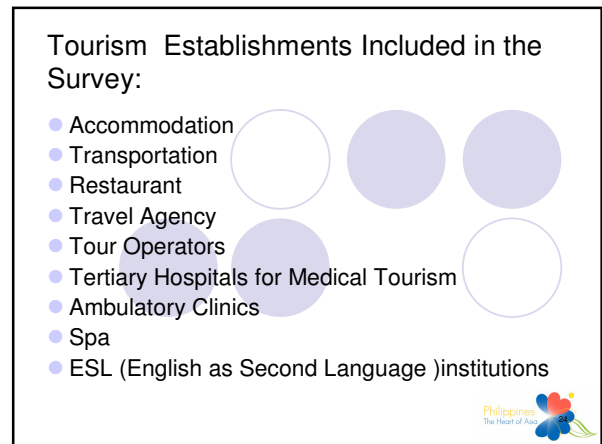 Tourism Establishments Included in the
Survey:
Accommodation
Transportation
Restaurant
Travel Agency
Tour Operators
Tertiary Hospitals for Medical Tourism
Ambulatory Clinics
Spa
ESL (English as Second Language )institutions
Philippines
The Heart of Asia
24